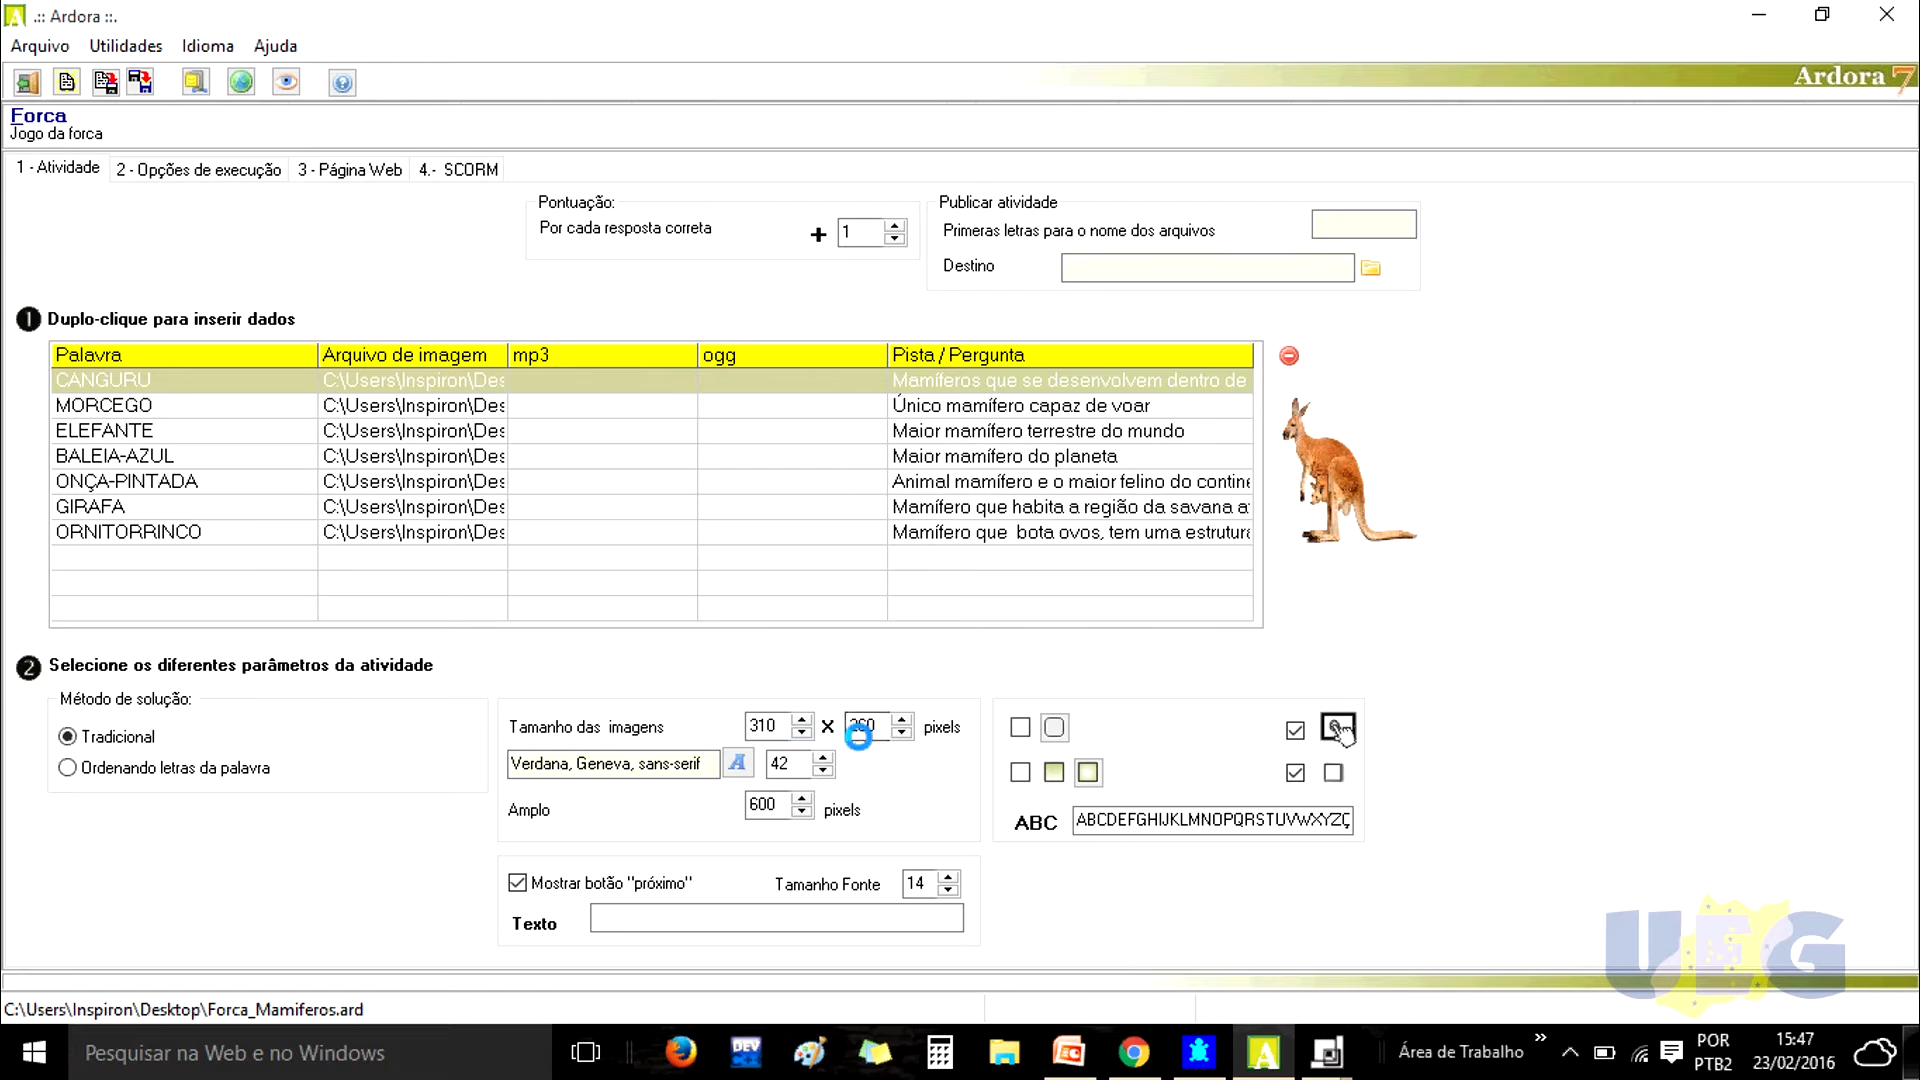 .:: Ardora ::.
Arquivo Utilidades Idioma Ajuda
Ardora 7
Forca
Jogo da forca
1 - Atividade 2 - Opções de execução 3 - Página Web 4.- SCORM
Pontuação:
Por cada resposta correta + 1
Publicar atividade
Primeras letras para o nome dos arquivos
Destino
1 Duplo-clique para inserir dados
Palavra Arquivo de imagem mp3 ogg Pista / Pergunta
CANGURU C:\Users\Inspiron\Des Mamíferos que se desenvolvem dentro de
MORCEGO C:\Users\Inspiron\Des Único mamífero capaz de voar
ELEFANTE C:\Users\Inspiron\Des Maior mamífero terrestre do mundo
BALEIA-AZUL C:\Users\Inspiron\Des Maior mamífero do planeta
ONÇA-PINTADA C:\Users\Inspiron\Des Animal mamífero e o maior felino do contine
GIRAFA C:\Users\Inspiron\Des Mamífero que habita a região da savana a
ORNITORRINCO C:\Users\Inspiron\Des Mamífero que bota ovos, tem uma estrutura
2 Selecione os diferentes parâmetros da atividade
Método de solução:
Tradicional
Ordenando letras da palavra
Tamanho das imagens 310 X pixels
Verdana, Geneva, sans-serif A 42
Amplo 600 pixels
ABC ABCDEFGHIJKLMNOPQRSTUVWXYZÇ
Mostrar botão "próximo" Tamanho Fonte 14
Texto
UEG
C:\Users\Inspiron\Desktop\Forca_Mamiferos.ard
Pesquisar na Web e no Windows
DEV
A
Área de Trabalho
POR
PTB2
15:47
23/02/2016